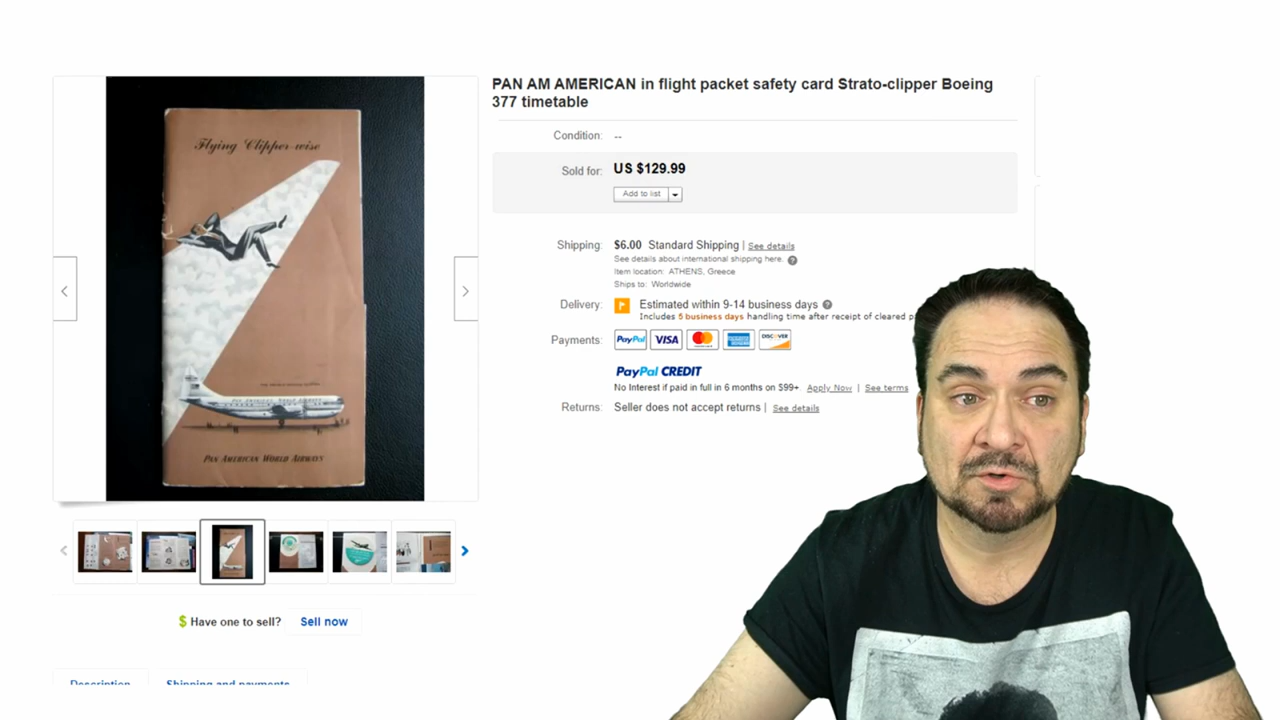 PAN AM AMERICAN in flight packet safety card Strato-clipper Boeing
377 timetable
Condition: --
Sold for: US $129.99
Add to list
Shipping: $6.00 Standard Shipping | See details
See details about international shipping here.
Item location: ATHENS, Greece
Ships to: Worldwide
Delivery: Estimated within 9-14 business days
Includes 5 business days handling time after receipt of cleared p
Payments: PayPal VISA DISCOVER
PayPal CREDIT
No Interest if paid in full in 6 months on $99+. Apply Now | See terms
Returns: Seller does not accept returns | See details
Flying Clipper-wise
PAN AMERICAN WORLD AIRWAYS
PAN AMERICAN WORLD AIRWAYS
$ Have one to sell? Sell now
Description
Shipping and payments